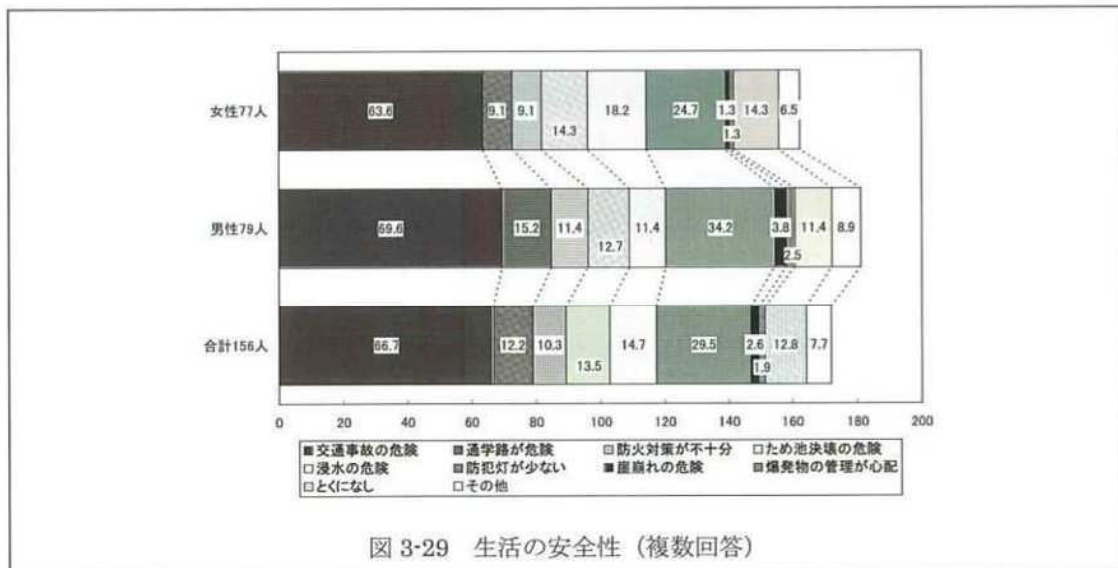 女性77人
63.6 9.1 9.1 14.3 18.2 24.7 1.3 1.3 14.3 6.5
男性79人
69.6 15.2 11.4 12.7 11.4 34.2 3.8 2.5 11.4 8.9
合計156人
66.7 12.2 10.3 13.5 14.7 29.5 2.6 1.9 12.8 7.7
0 20 40 60 80 100 120 140 160 180 200
交通事故の危険 通学路が危険 防火対策が不十分 ため池決壊の危険
浸水の危険 防犯灯が少ない 崖崩れの危険 爆発物の管理が心配
とくになし その他
図 3-29 生活の安全性（複数回答）